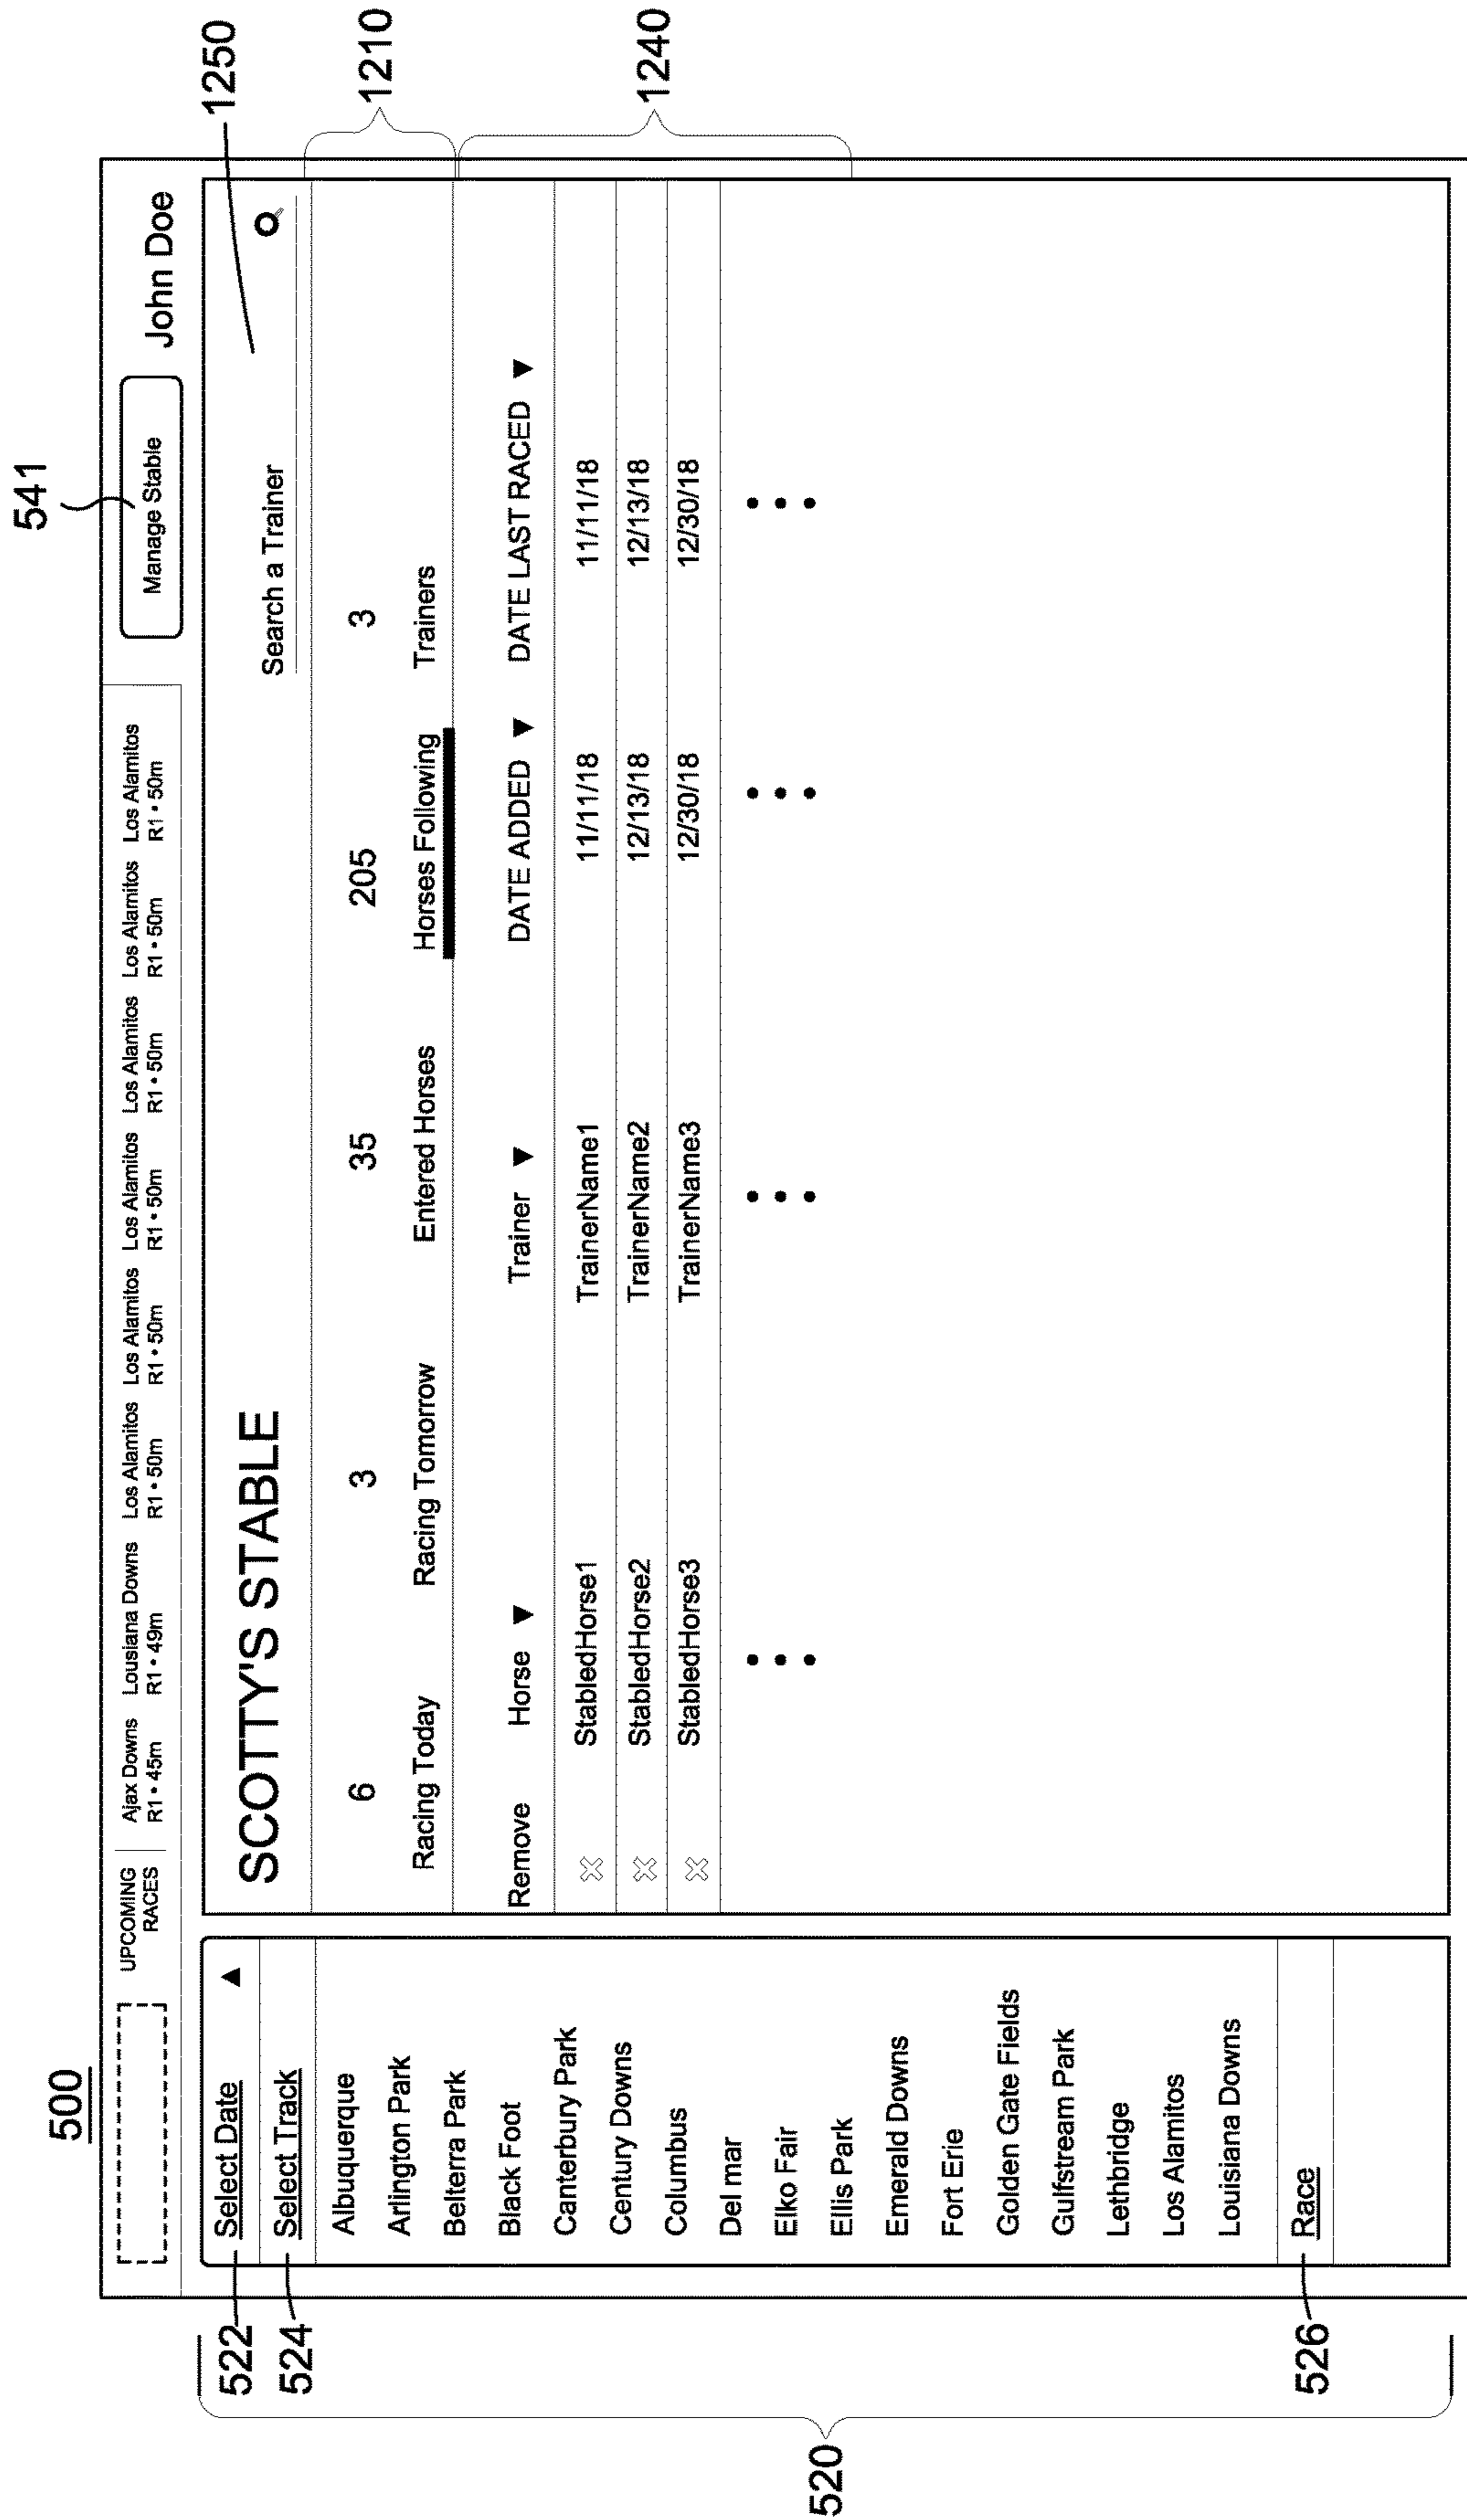 500
541
UPCOMING RACES
Ajax Downs Lousiana Downs Los Alamitos Los Alamitos Los Alamitos Los Alamitos Los Alamitos Los Alamitos
R1 • 45m R1 • 49m R1 • 50m R1 • 50m R1 • 50m R1 • 50m R1 • 50m R1 • 50m
Manage Stable
John Doe
522
Select Date ▲
524
Select Track
Albuquerque
Arlington Park
Belterra Park
Black Foot
Canterbury Park
Century Downs
Columbus
Del mar
Elko Fair
Ellis Park
Emerald Downs
Fort Erie
Golden Gate Fields
Gulfstream Park
Lethbridge
Los Alamitos
Louisiana Downs
526
Race
520
SCOTTY'S STABLE
Search a Trainer
1250
6 3 35 205 3
Racing Today Racing Tomorrow Entered Horses Horses Following Trainers
1210
Remove Horse ▼ Trainer ▼ DATE ADDED ▼ DATE LAST RACED ▼
StabledHorse1 TrainerName1 11/11/18 11/11/18
StabledHorse2 TrainerName2 12/13/18 12/13/18
StabledHorse3 TrainerName3 12/30/18 12/30/18
1240